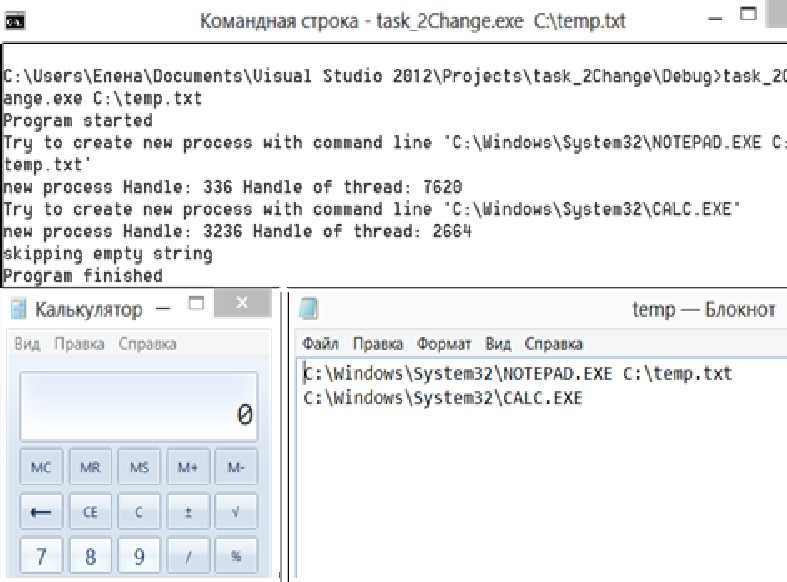 Командная строка - task_2Change.exe C:\temp.txt
C:\Users\Елена\Documents\Visual Studio 2012\Projects\task_2Change\Debug>task_2C
ange.exe C:\temp.txt
Program started
Try to create new process with command line 'C:\Windows\System32\NOTEPAD.EXE C:
temp.txt'
new process Handle: 336 Handle of thread: 7620
Try to create new process with command line 'C:\Windows\System32\CALC.EXE'
new process Handle: 3236 Handle of thread: 2664
skipping empty string
Program finished
Калькулятор
Вид Правка Справка
0
MC MR MS M+ M-
← CE C ± √
7 8 9 / %
temp — Блокнот
Файл Правка Формат Вид Справка
C:\Windows\System32\NOTEPAD.EXE C:\temp.txt
C:\Windows\System32\CALC.EXE